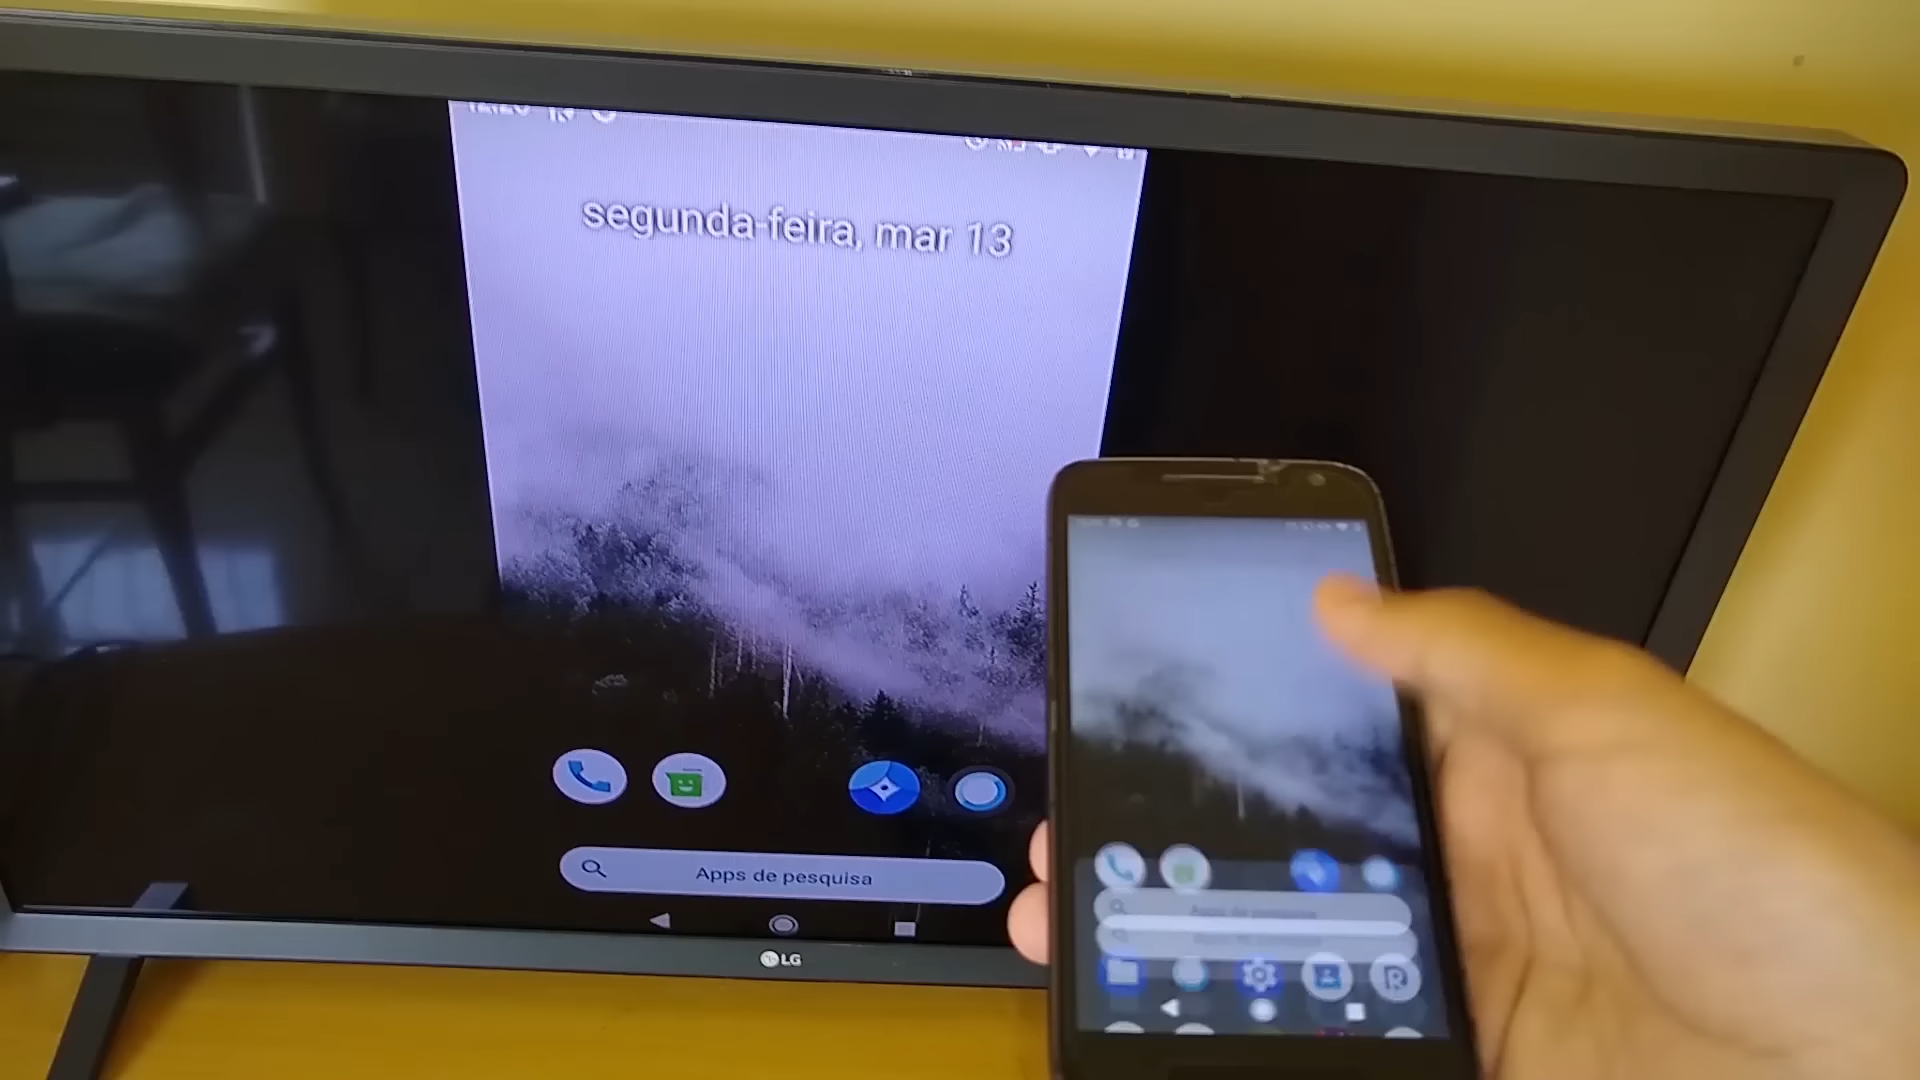 segunda-feira, mar 13
Apps de pesquisa
LG